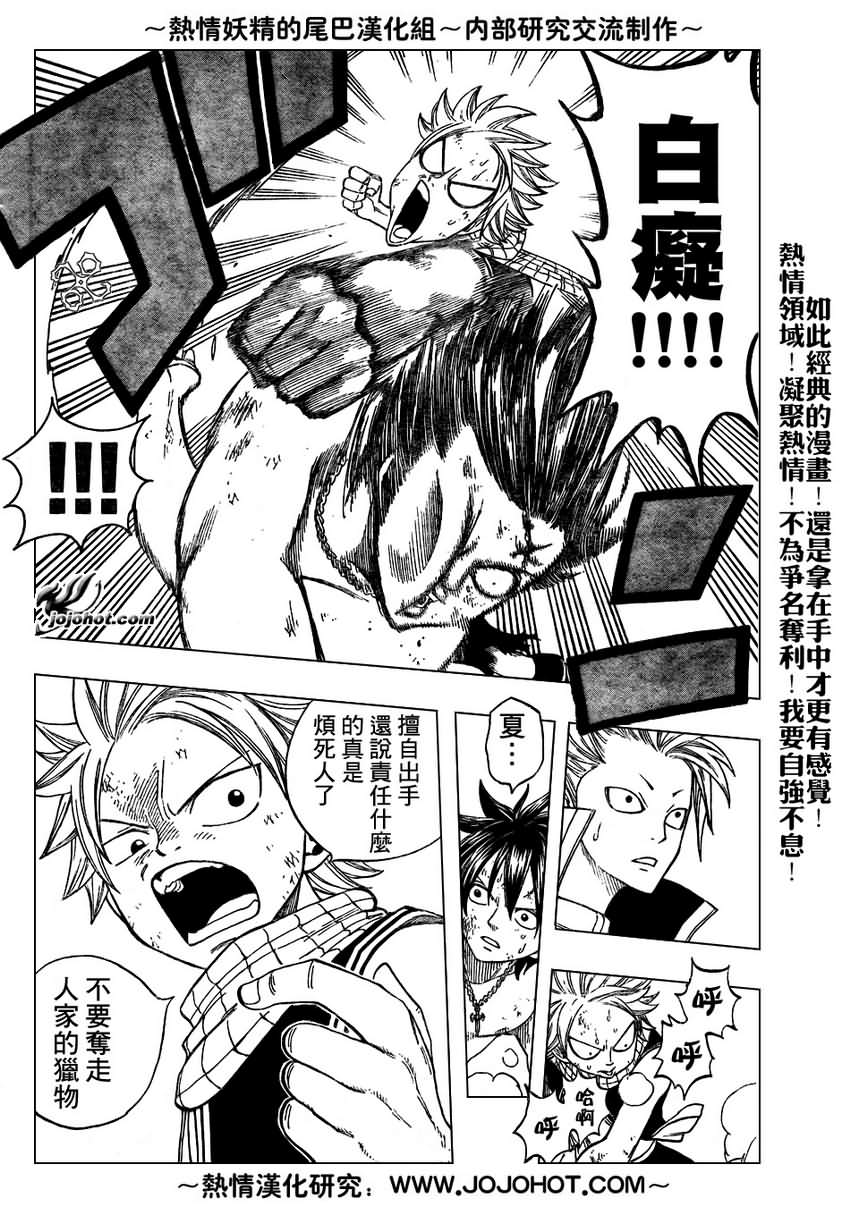 ～熱情妖精的尾巴漢化組～内部研究交流制作～
白癡!!!!
ゴゴン
!!!
jojohot.com
如此經典的漫畫！還是拿在手中才更有感覺！
熱情領域！凝聚熱情！不為爭名奪利！我要自強不息！
夏…
擅自出手
還說責任什麼
的真是
煩死人了
不要奪走
人家的獵物
呼
呼
哈啊
呼
～熱情漢化研究：WWW.JOJOHOT.COM～